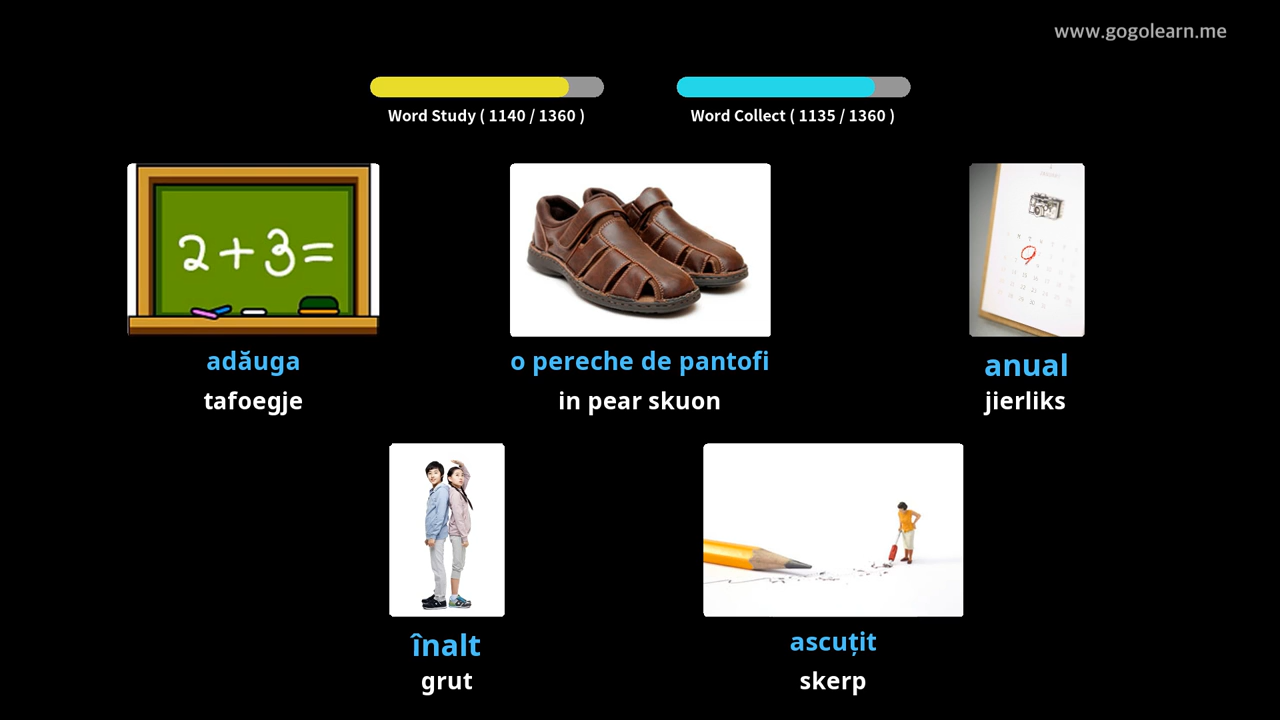 www.gogolearn.me
Word Study ( 1140 / 1360 )
Word Collect ( 1135 / 1360 )
2+3=
adăuga
o pereche de pantofi
anual
tafoegje
in pear skuon
jierliks
înalt
ascuțit
grut
skerp